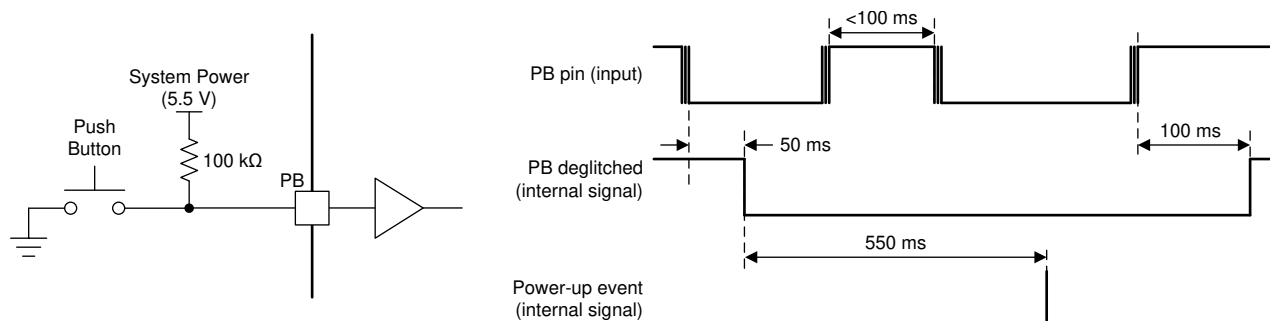 System Power
(5.5 V)
Push
Button
100 kΩ
PB
<100 ms
PB pin (input)
50 ms
100 ms
PB deglitched
(internal signal)
550 ms
Power-up event
(internal signal)